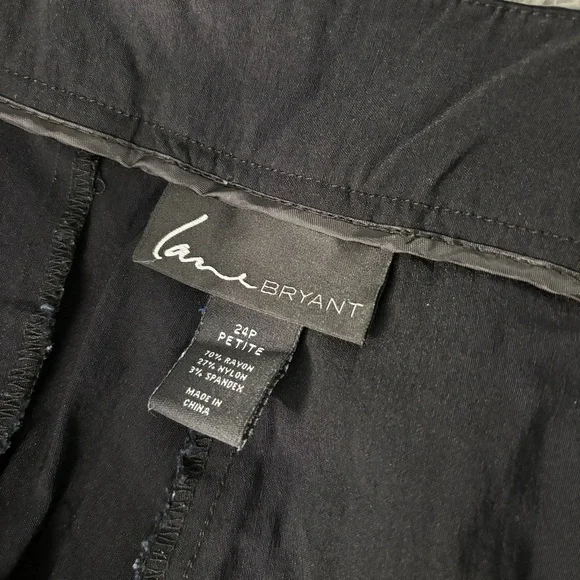 lane BRYANT
24P
PETITE
70% RAYON
27% NYLON
3% SPANDEX
MADE IN
CHINA